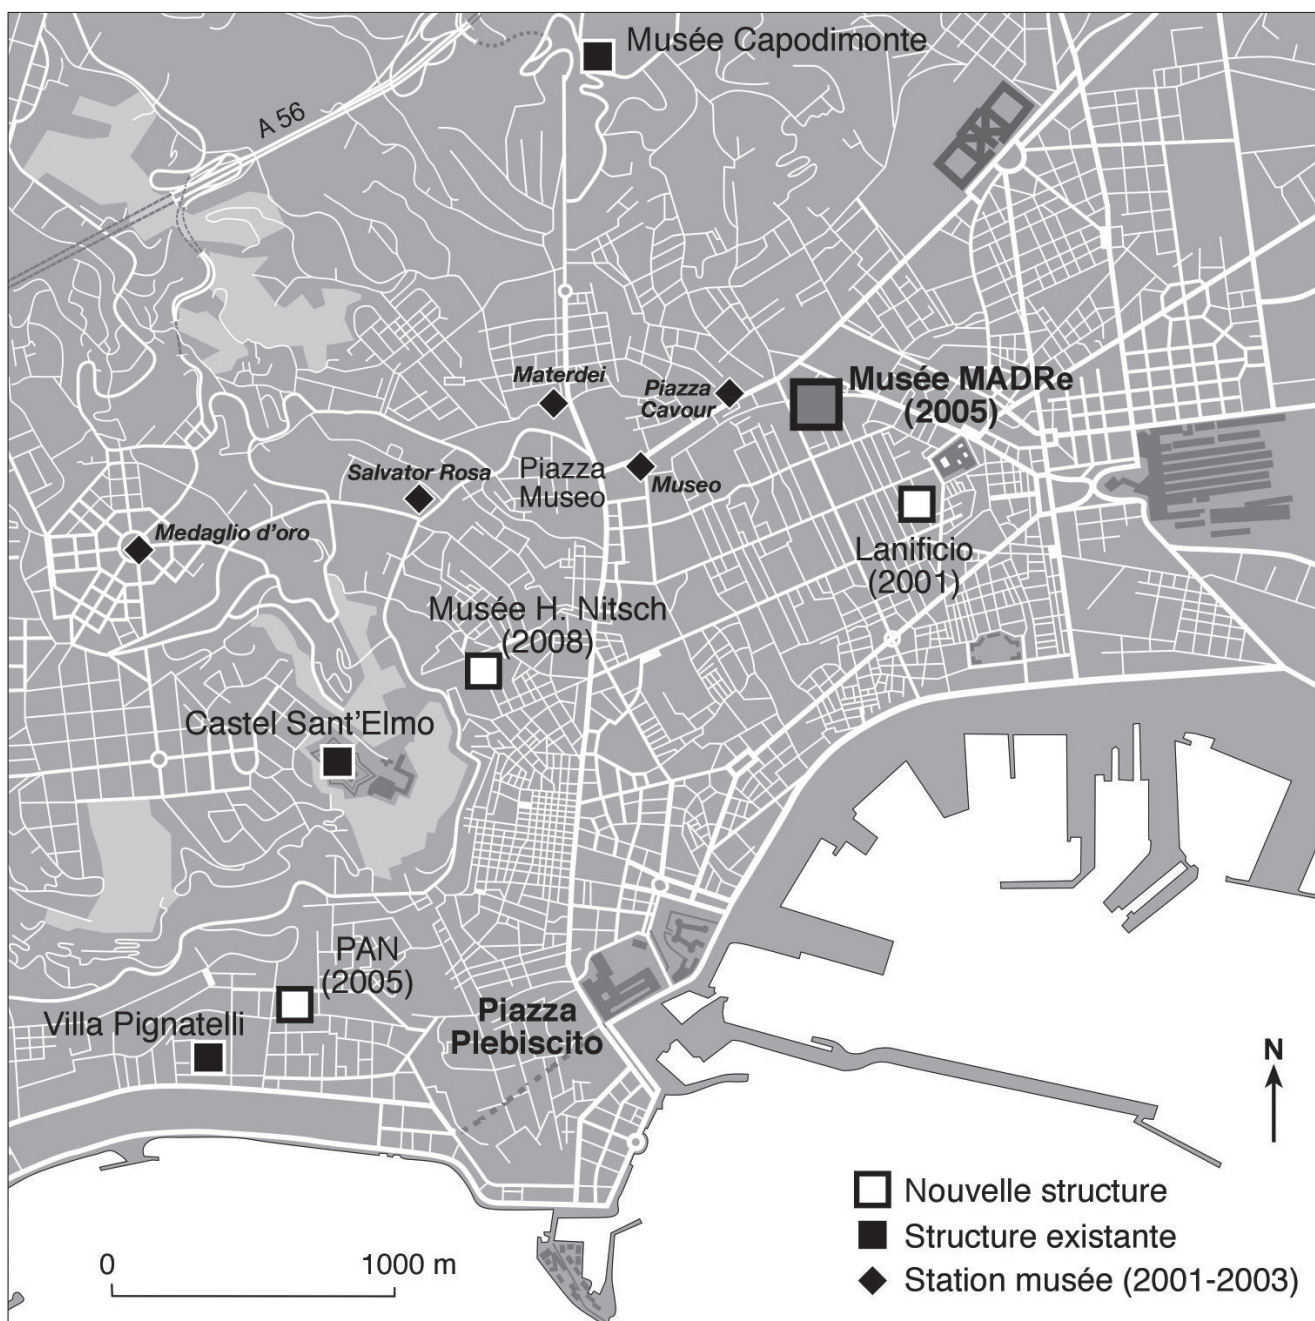 Musée Capodimonte
A 56
Materdei
Piazza
Cavour
Musée MADRe
(2005)
Salvator Rosa
Piazza
Museo
Museo
Medaglio d'oro
Lanificio
(2001)
Musée H. Nitsch
(2008)
Castel Sant'Elmo
PAN
(2005)
Villa Pignatelli
Piazza
Plebiscito
N
Nouvelle structure
Structure existante
Station musée (2001-2003)
0
1000 m